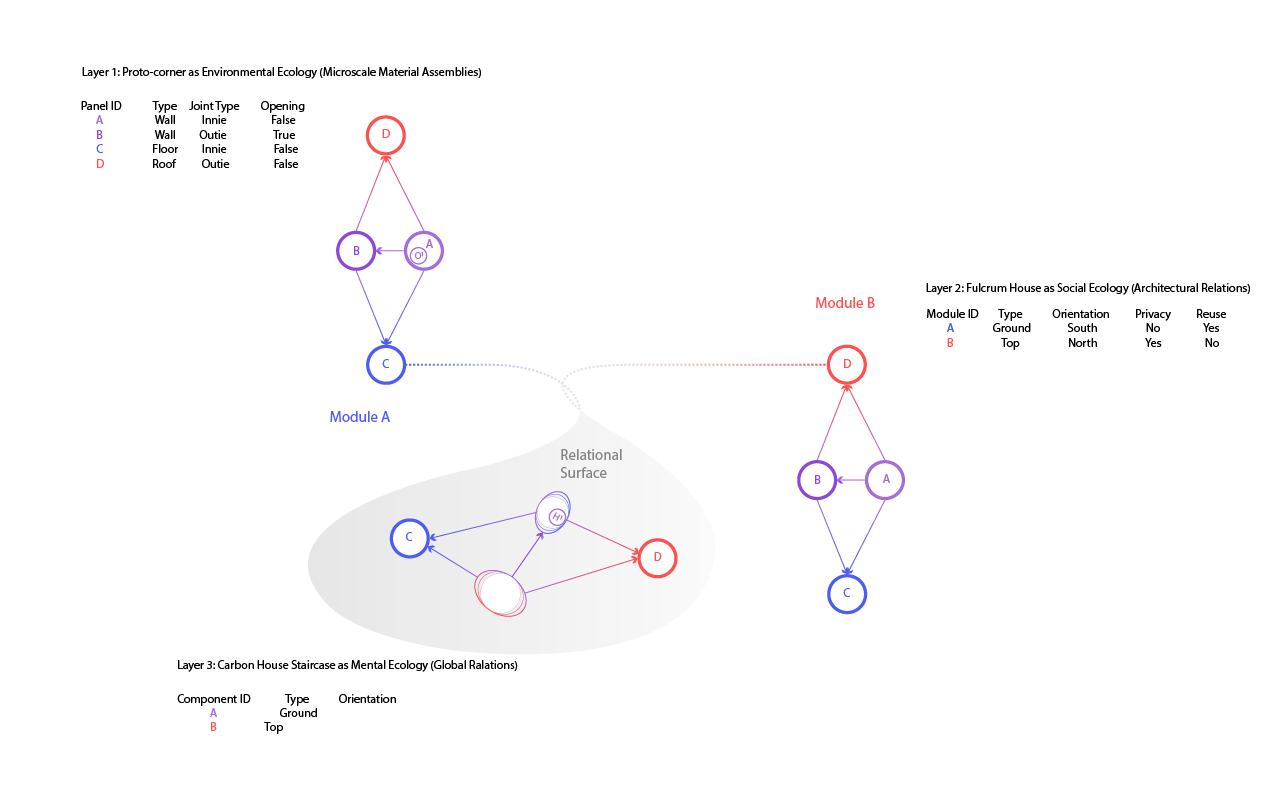 Layer 1: Proto-corner as Environmental Ecology (Microscale Material Assemblies)
Panel ID Type Joint Type Opening
A Wall Innie False
B Wall Outie True
C Floor Innie False
D Roof Outie False
D
B
A
O¹
C
Module A
Layer 2: Fulcrum House as Social Ecology (Architectural Relations)
Module ID Type Orientation Privacy Reuse
A Ground South No Yes
B Top North Yes No
Module B
D
B
A
C
Relational
Surface
H¹
C
D
Layer 3: Carbon House Staircase as Mental Ecology (Global Ralations)
Component ID Type Orientation
A Ground
B Top